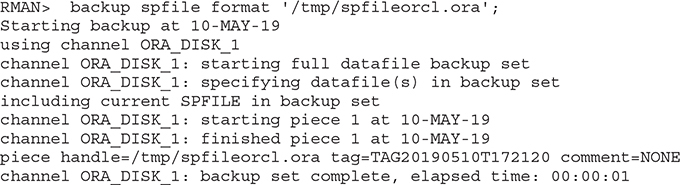 RMAN>  backup spfile format '/tmp/spfileorcl.ora';
Starting backup at 10-MAY-19
using channel ORA_DISK_1
channel ORA_DISK_1: starting full datafile backup set
channel ORA_DISK_1: specifying datafile(s) in backup set
including current SPFILE in backup set
channel ORA_DISK_1: starting piece 1 at 10-MAY-19
channel ORA_DISK_1: finished piece 1 at 10-MAY-19
piece handle=/tmp/spfileorcl.ora tag=TAG20190510T172120 comment=NONE
channel ORA_DISK_1: backup set complete, elapsed time: 00:00:01